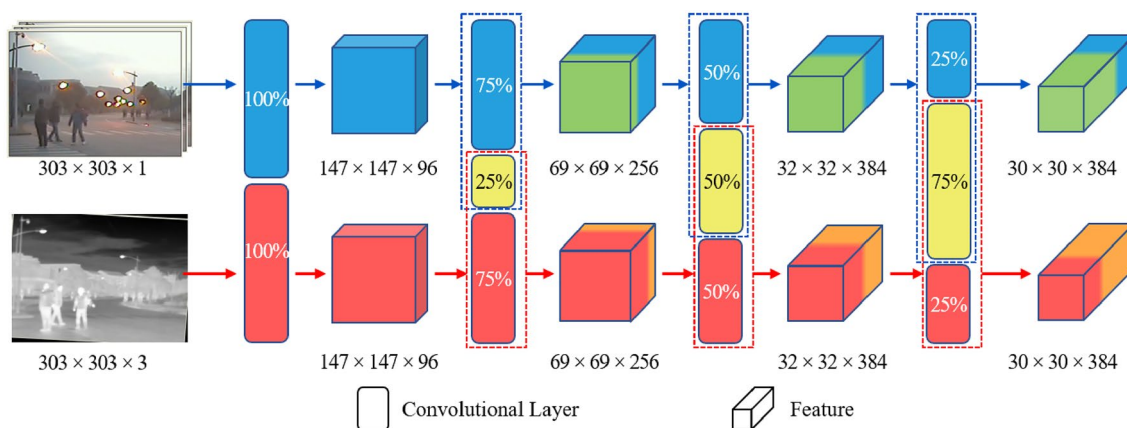 100%
75%
50%
25%
303 × 303 × 1
147 × 147 × 96
25%
69 × 69 × 256
50%
32 × 32 × 384
75%
30 × 30 × 384
100%
75%
50%
25%
303 × 303 × 3
147 × 147 × 96
69 × 69 × 256
32 × 32 × 384
30 × 30 × 384
Convolutional Layer
Feature